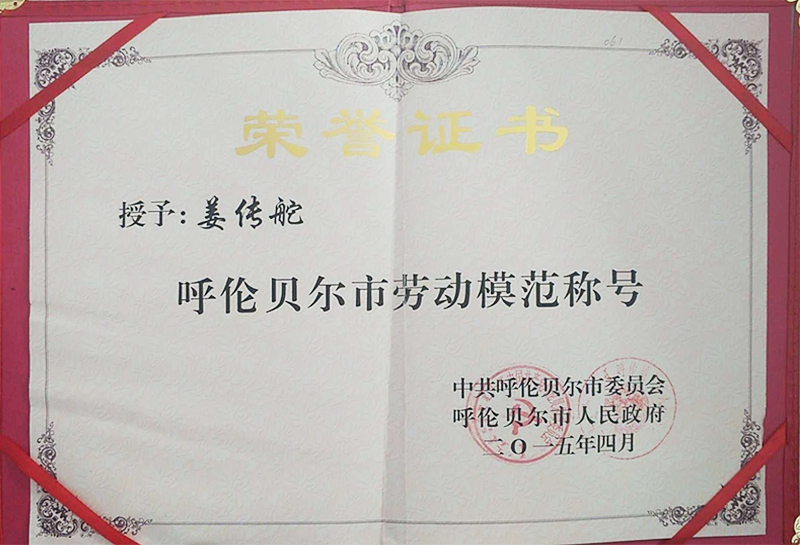 荣誉证书
授予：姜传舵
呼伦贝尔市劳动模范称号
中共呼伦贝尔市委员会
呼伦贝尔市人民政府
二〇一五年四月